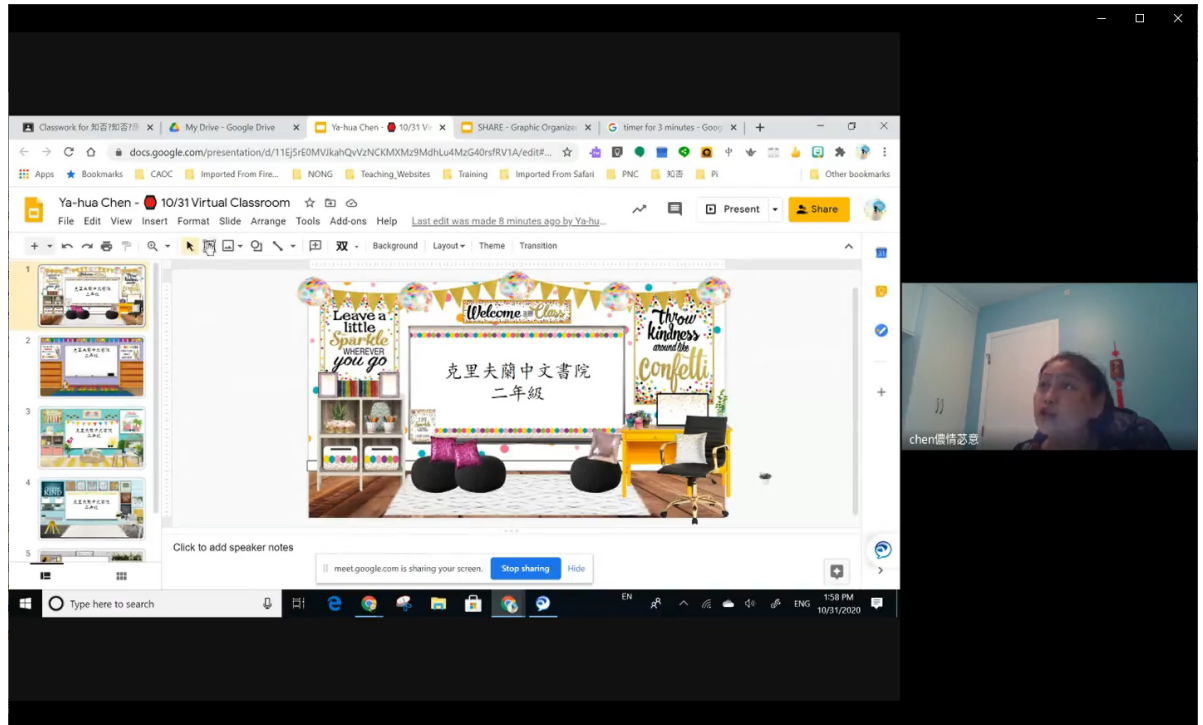 Classwork for 知否?知否?應
My Drive - Google Drive
Ya-hua Chen - 10/31 Vi
SHARE - Graphic Organizer
timer for 3 minutes - Goog
docs.google.com/presentation/d/11Ej5rE0MVJkahQvVzNCKMXMz9MdhLu4MzG40rsfRV1A/edit#...
Apps
Bookmarks
CAOC
Imported From Fire...
NONG
Teaching_Websites
Training
Imported From Safari
PNC
知否
Pi
Other bookmarks
Ya-hua Chen - 10/31 Virtual Classroom
Present
Share
File Edit View Insert Format Slide Arrange Tools Add-ons Help Last edit was made 8 minutes ago by Ya-hu...
Background Layout Theme Transition
1
2
3
4
5
Welcome Class
Leave a
little
Sparkle
WHEREVER
you go
Throw
kindness
around like
confetti
克里夫蘭中文書院
二年級
chen儂情苾意
Click to add speaker notes
meet.google.com is sharing your screen. Stop sharing Hide
Type here to search
EN
ENG
1:58 PM
10/31/2020